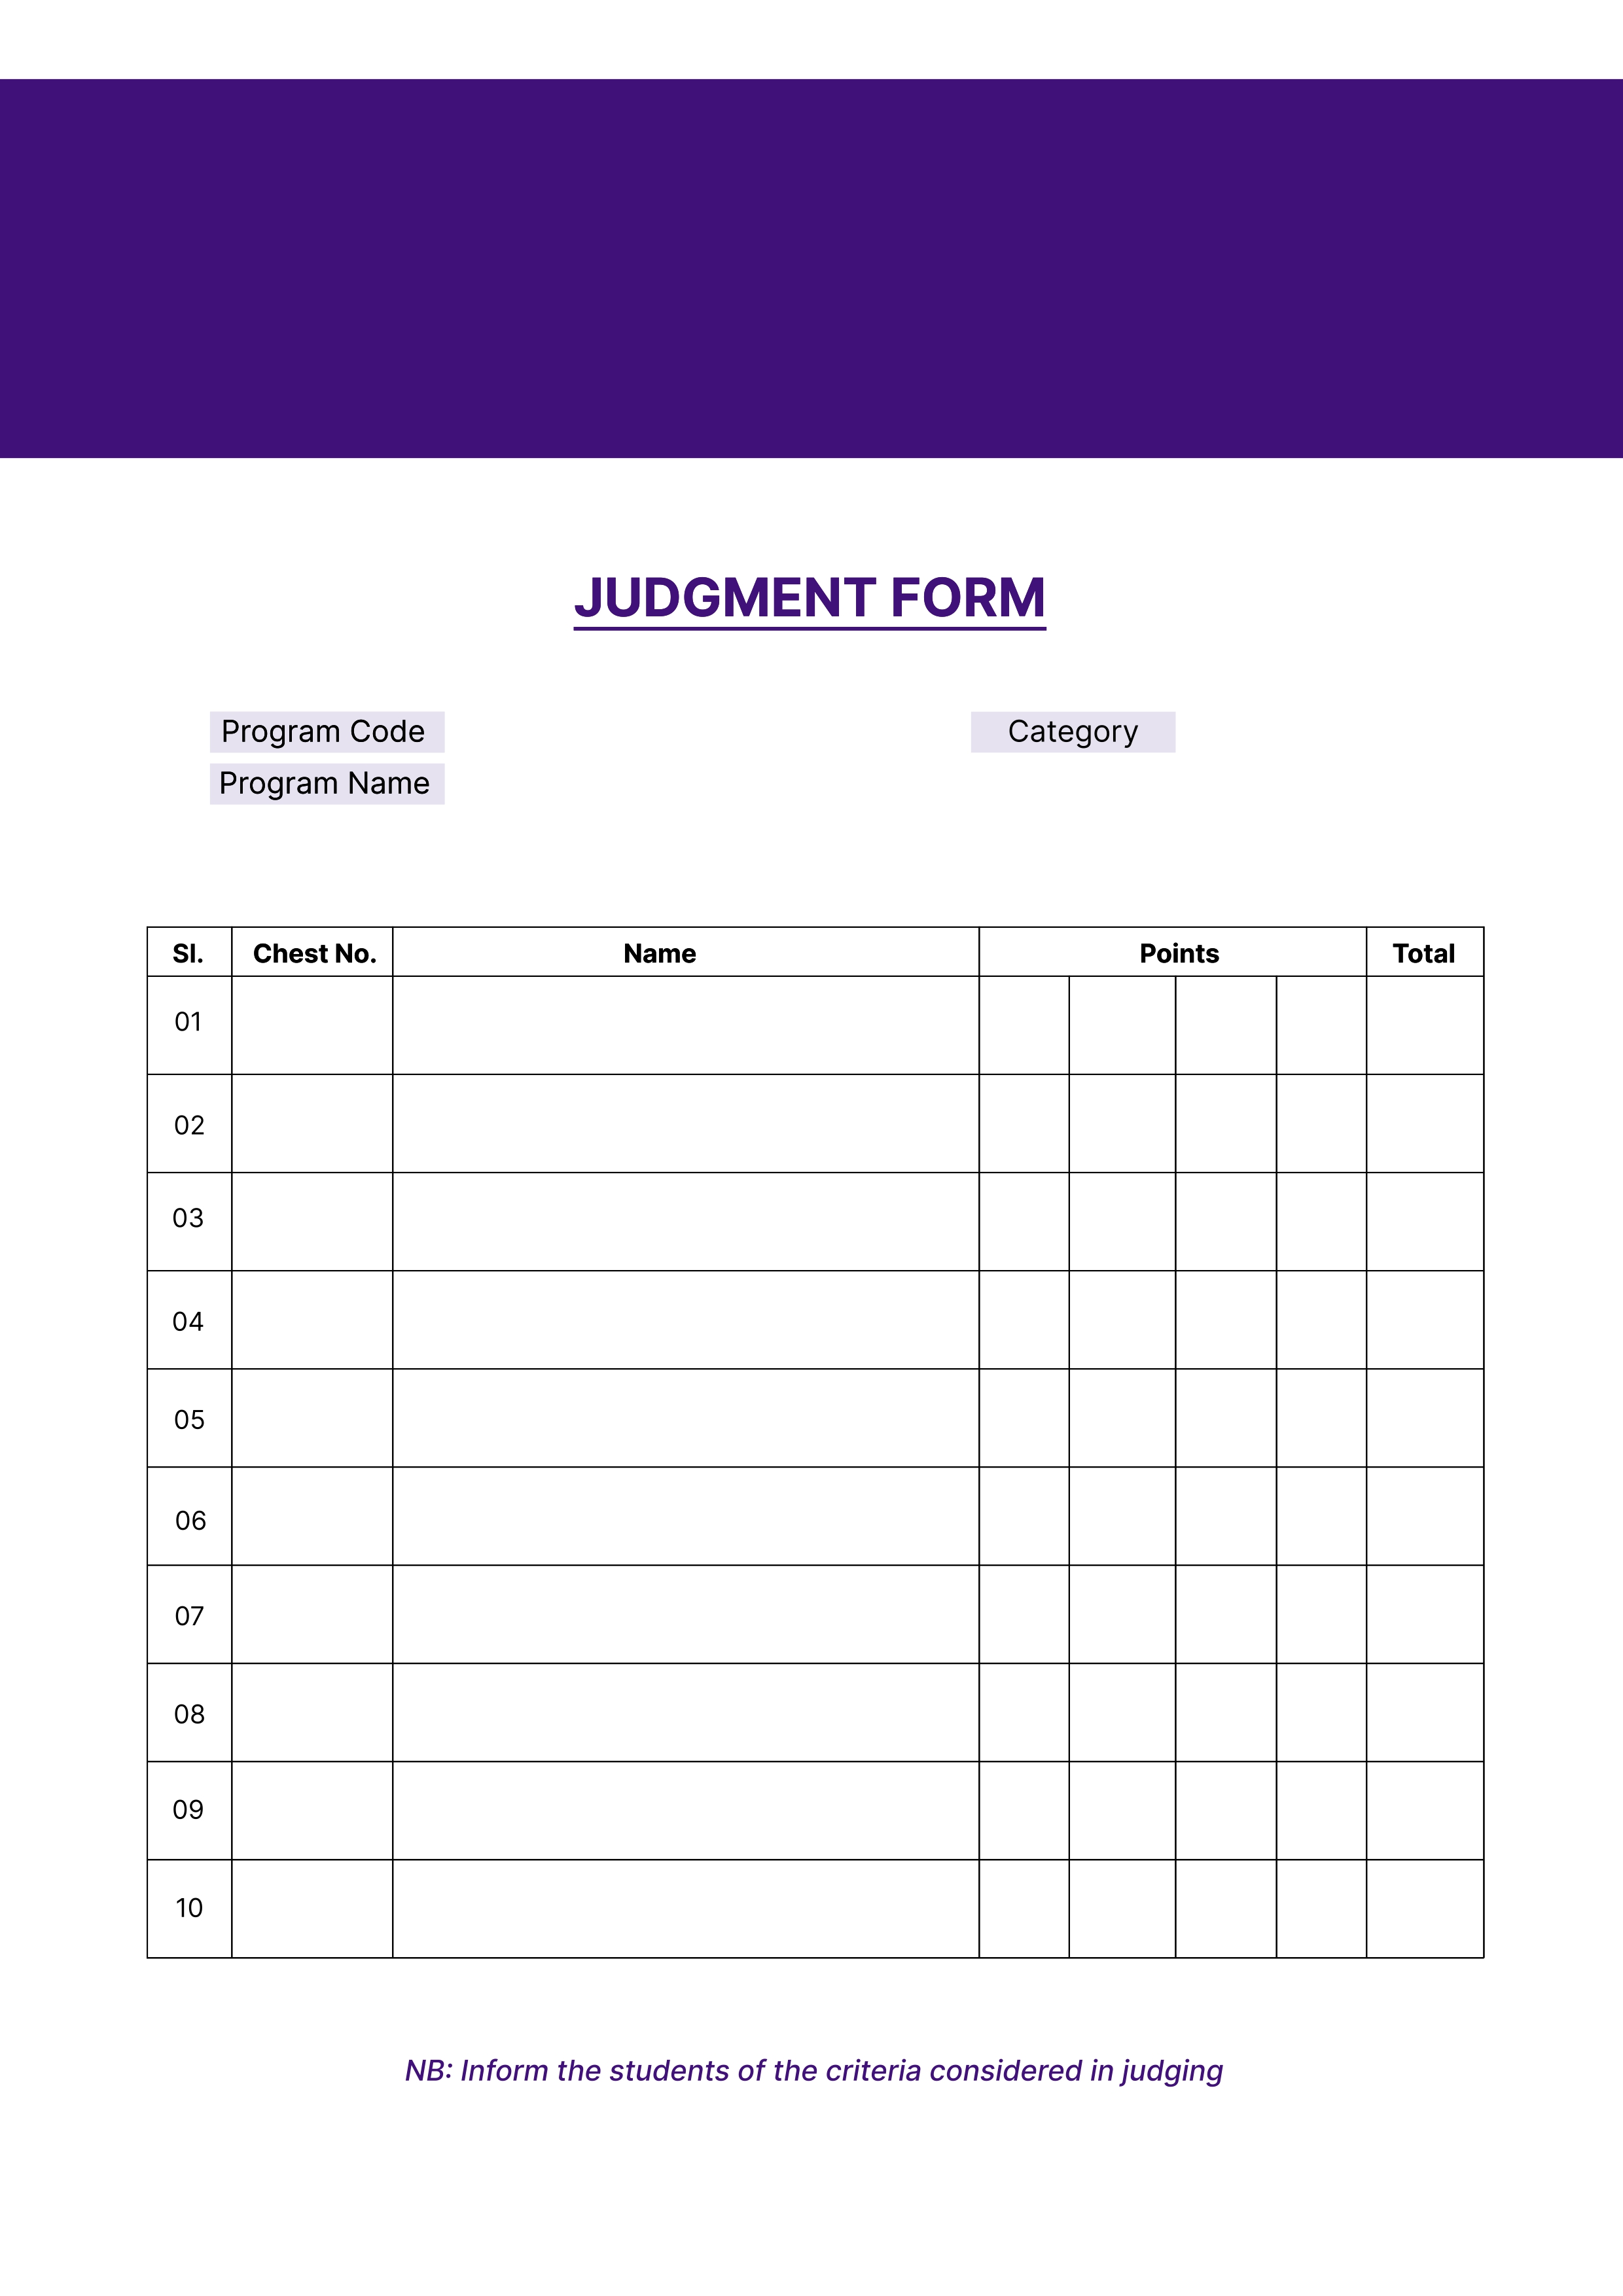 JUDGMENT FORM
Program Code
Category
Program Name
Sl. Chest No. Name Points Total
01
02
03
04
05
06
07
08
09
10
NB: Inform the students of the criteria considered in judging